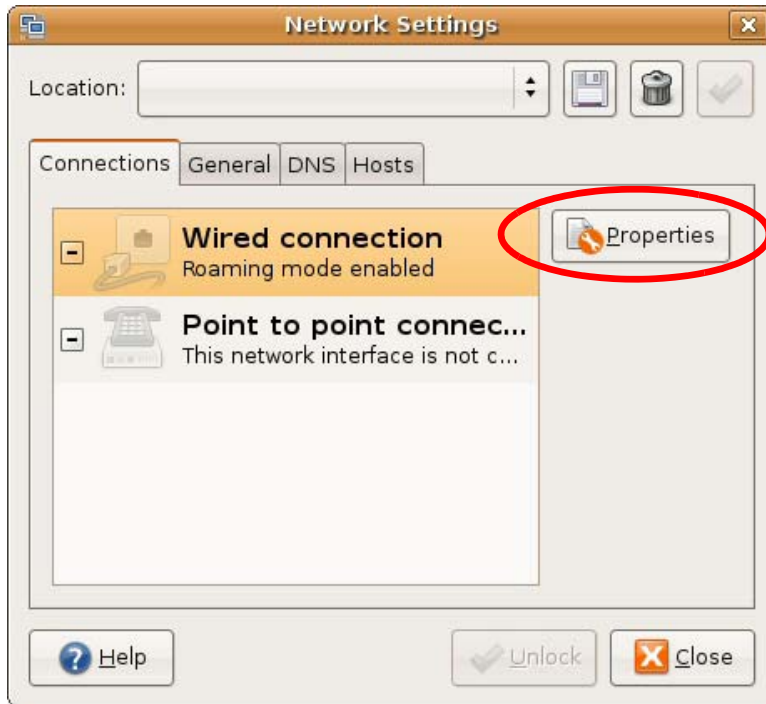 Network Settings
Location:
Connections General DNS Hosts
Wired connection
Roaming mode enabled
Properties
Point to point connec...
This network interface is not c...
Help Unlock Close